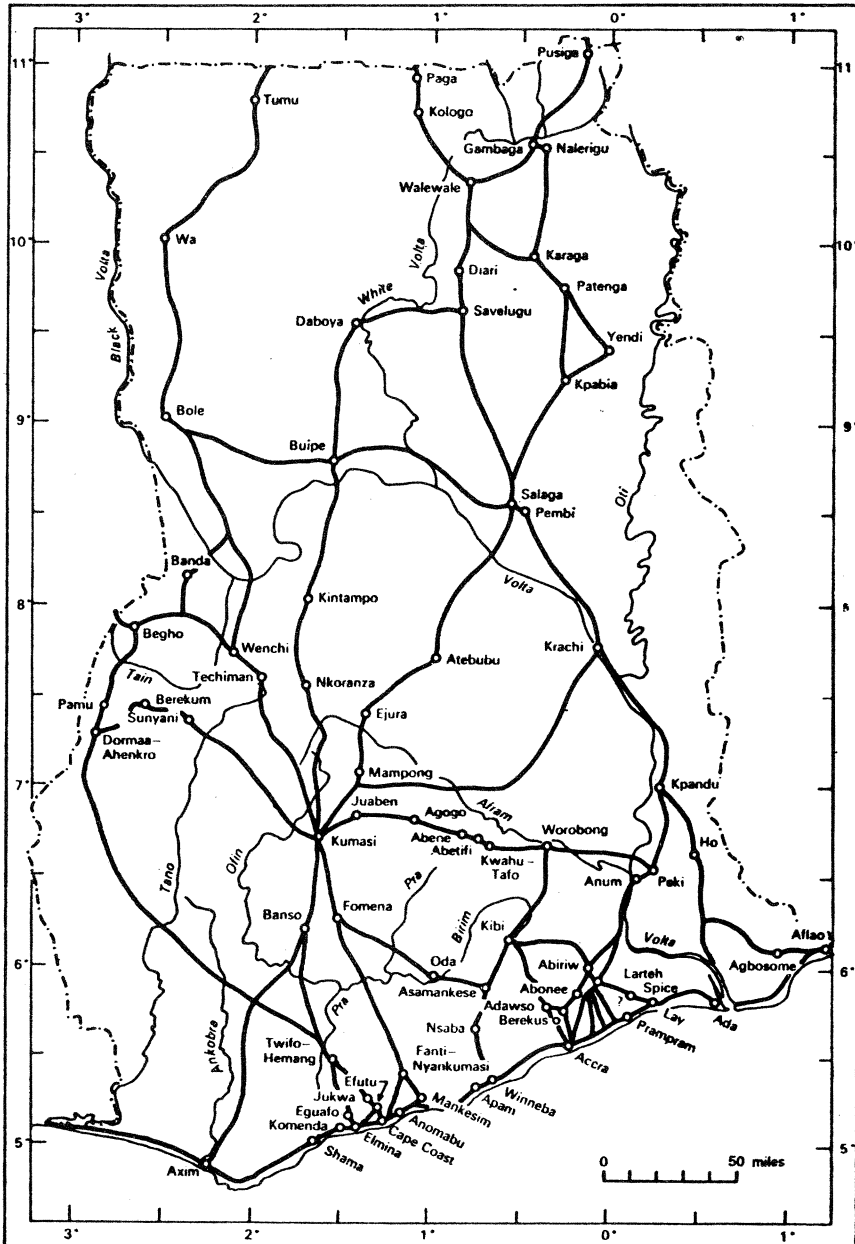 3° 2° 1° 0° 1°
11° 11
Pusiga
Paga
Tumu
Kologo
Gambaga Nalerigu
Walewale
10° Wa 10°
Volta
Karaga
Diari
Patenga
White
Volta
Daboya Savelugu
Yendi
Black
Kpabia
9° Bole 9°
Buipe
Salaga
Oli
Pembi
Banda
Volta
8° Kintampo 8°
Begho Wenchi Krachi
Atebubu
Tain Techiman
Nkoranza
Pamu Berekum
Sunyani Ejura
Dormaa-
Ahenkro
7° Mampong 7°
Kpandu
Juaben
Agogo Afram
Kumasi Abene Worobong Ho
Abetifi
Ofin Kwahu-
Tafo
Tano Pra Anum Peki
Banso Fomena
Birim Kibi Volta Aflao
Oda Abiriw Agbosome
6° Larteh 6°
Asamankese Abonee Spice
Adawso ? Lay Ada
Pra Nsaba Berekus Prampram
Ankobra Twifo-
Hemang Fanti-
Nyankumasi Accra
Efutu ?
Jukwa Winneba
Eguafo Mankesim Apam
5° Komenda Anomabu 5°
Cape Coast
Elmina
Shama
Axim
0 50 miles
3° 2° 1° 0° 1°